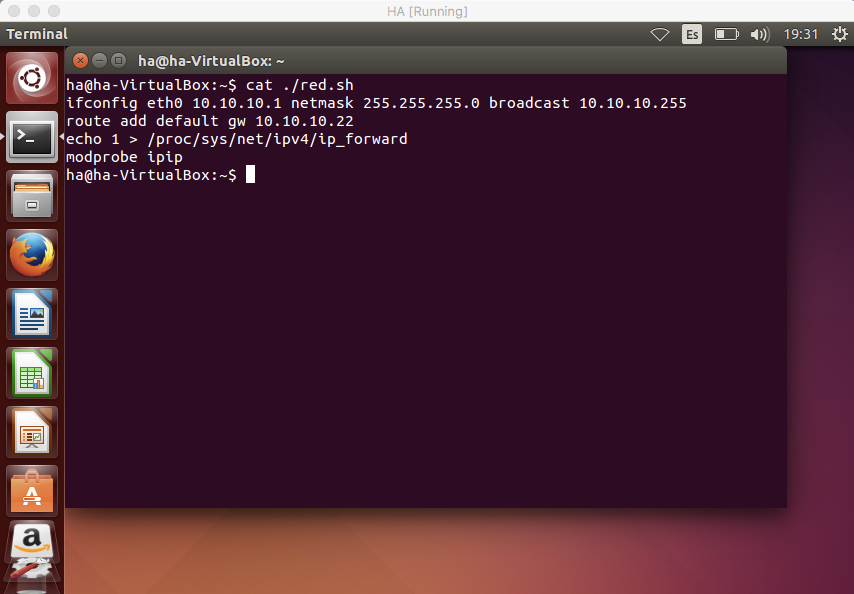 HA [Running]
Terminal
Es
19:31
ha@ha-VirtualBox: ~
ha@ha-VirtualBox:~$ cat ./red.sh
ifconfig eth0 10.10.10.1 netmask 255.255.255.0 broadcast 10.10.10.255
route add default gw 10.10.10.22
echo 1 > /proc/sys/net/ipv4/ip_forward
modprobe ipip
ha@ha-VirtualBox:~$
>_
A
a